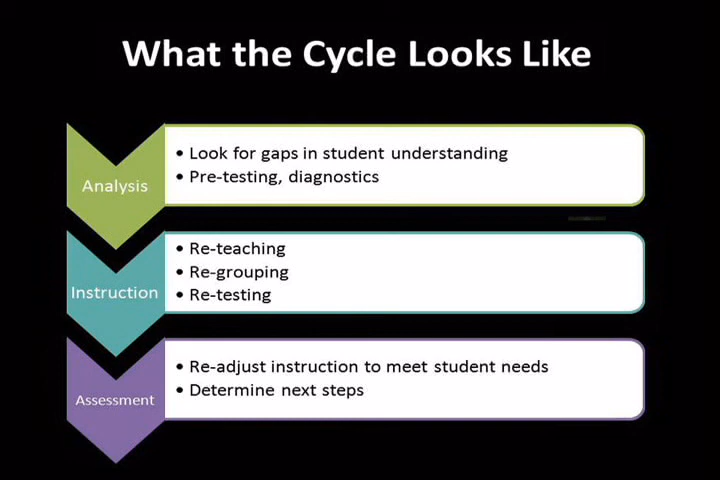 What the Cycle Looks Like
Analysis
• Look for gaps in student understanding
• Pre-testing, diagnostics
Instruction
• Re-teaching
• Re-grouping
• Re-testing
Assessment
• Re-adjust instruction to meet student needs
• Determine next steps